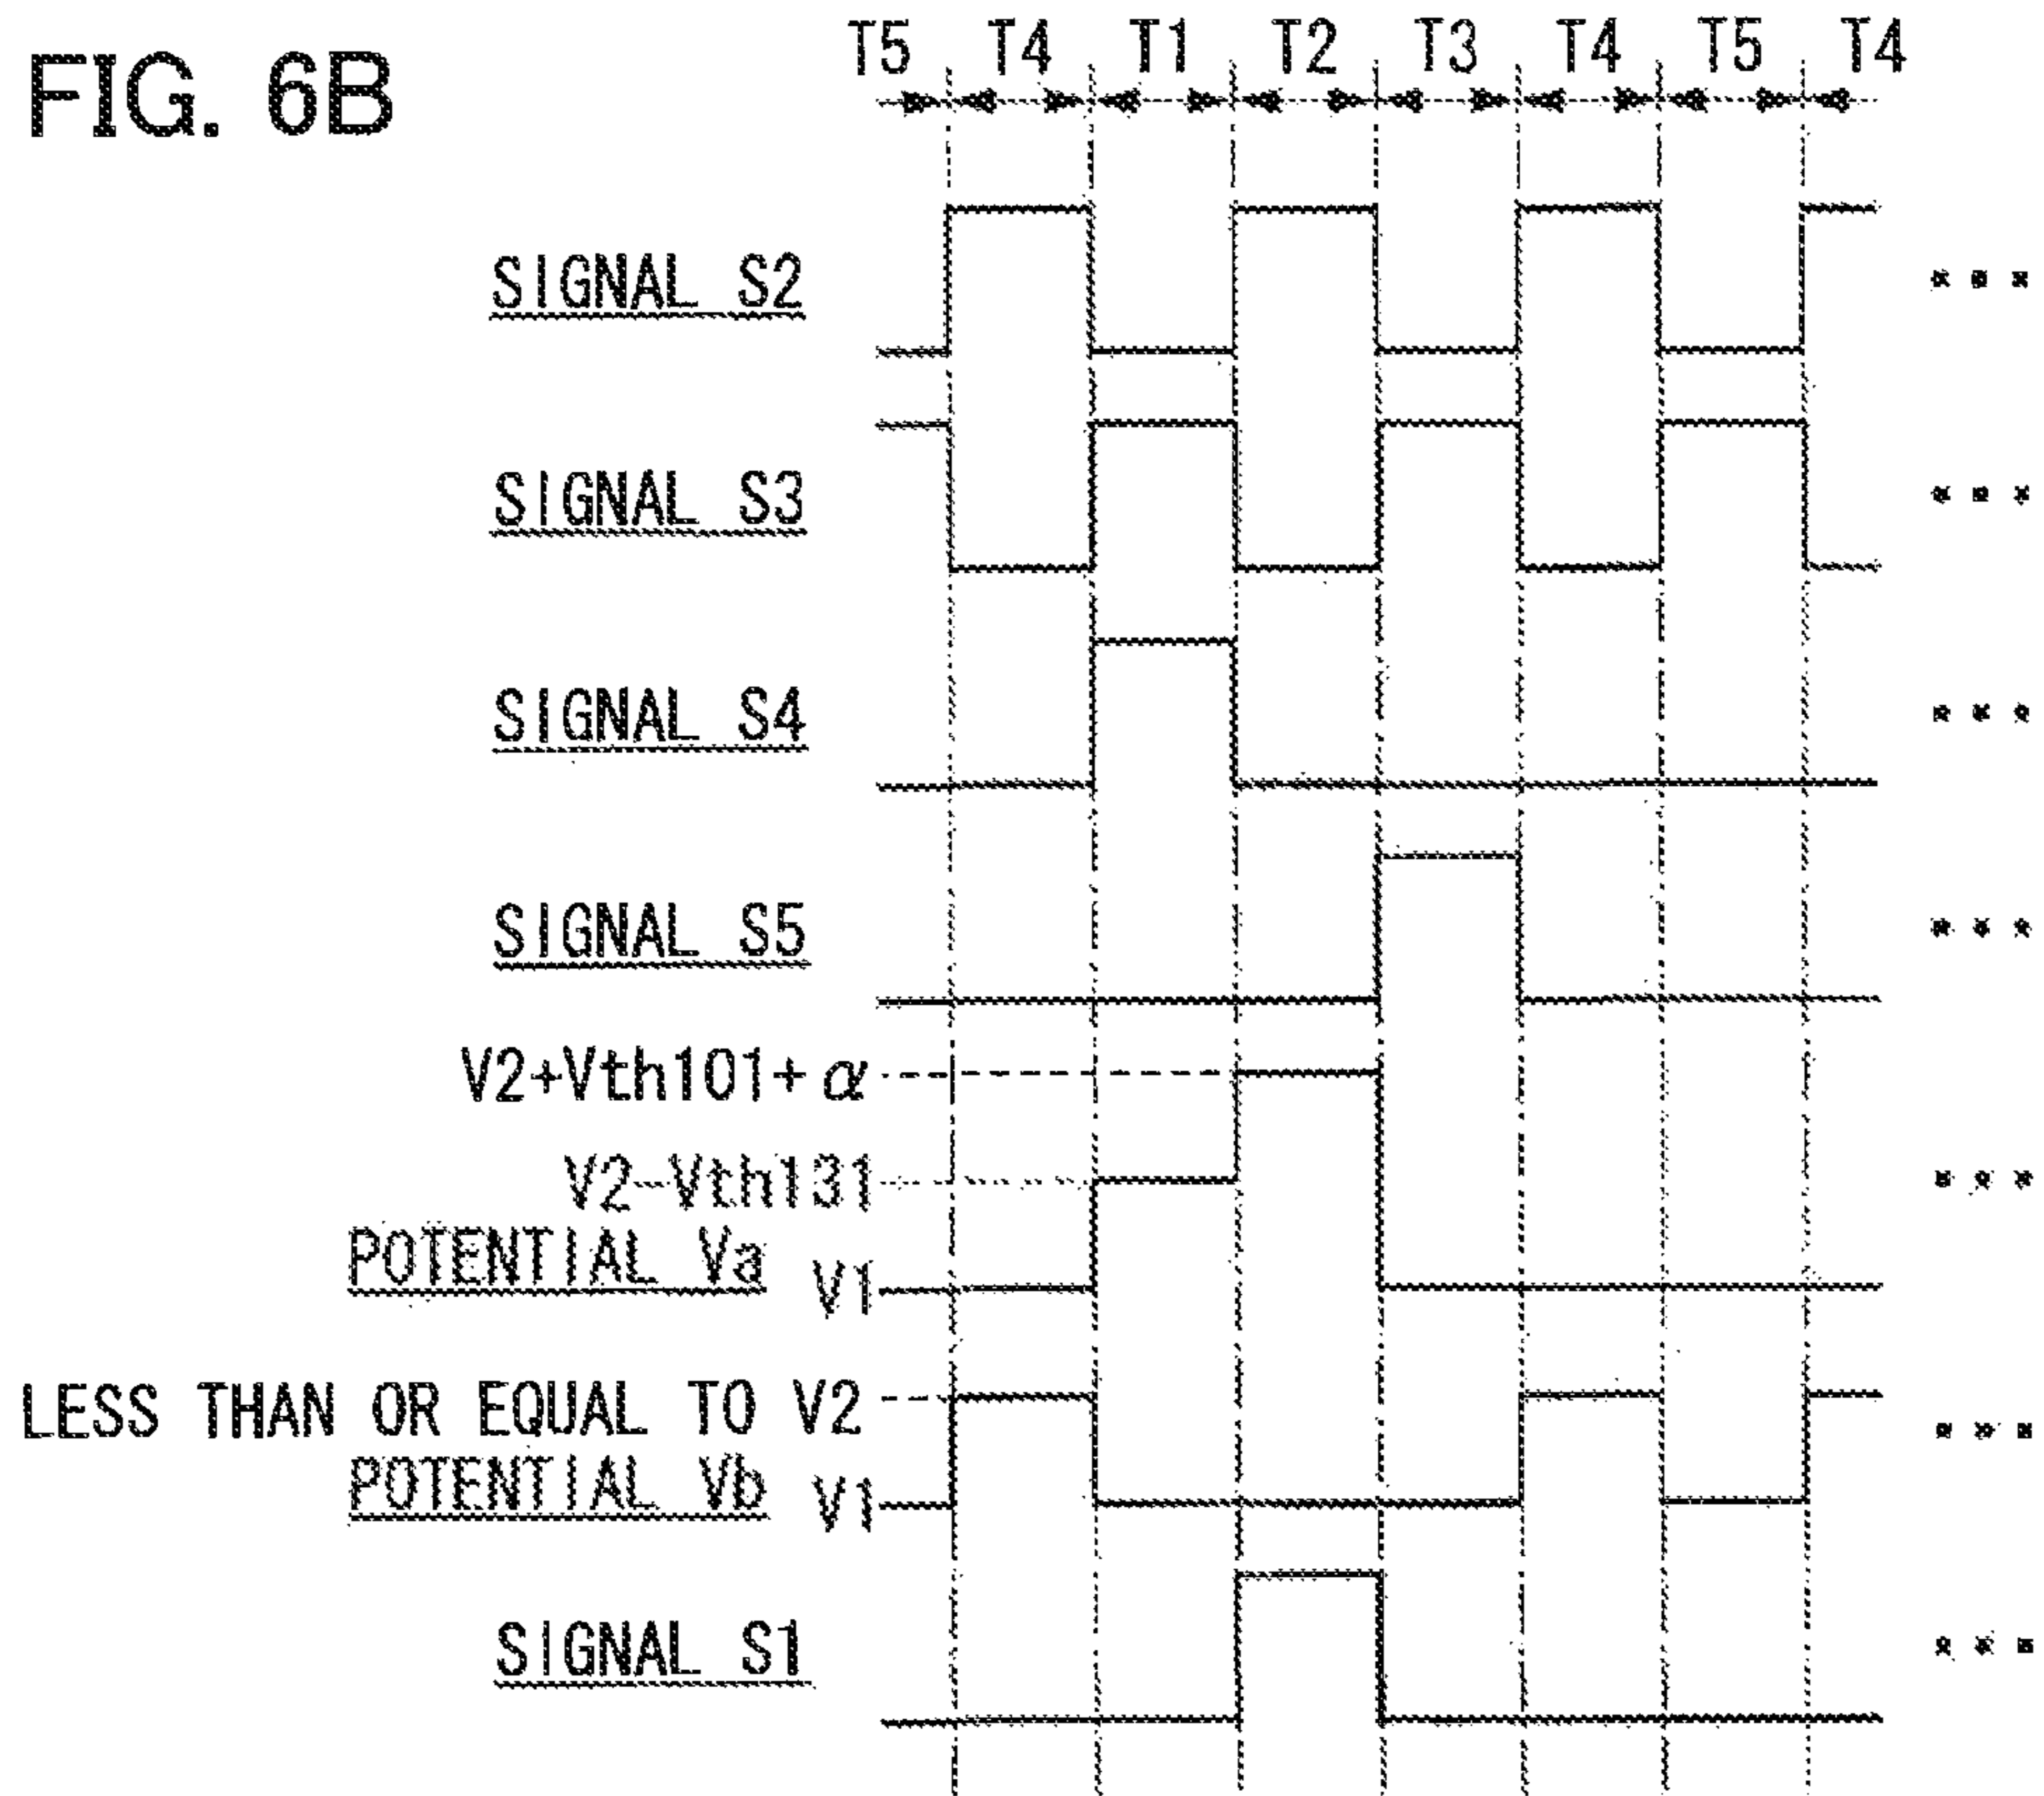 FIG. 6B
T5 T4 T1 T2 T3 T4 T5 T4
SIGNAL S2
SIGNAL S3
SIGNAL S4
SIGNAL S5
V2+Vth101+α
V2-Vth131
POTENTIAL Va
V1
LESS THAN OR EQUAL TO V2
POTENTIAL Vb
V1
SIGNAL S1